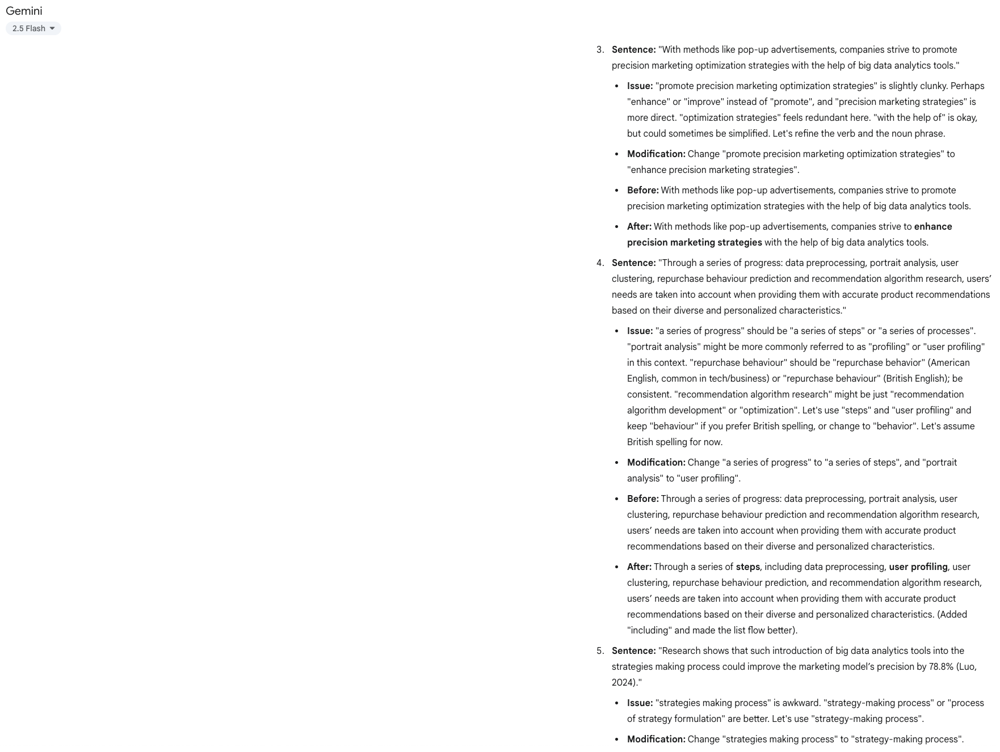 Gemini
2.5 Flash
3. Sentence: "With methods like pop-up advertisements, companies strive to promote
precision marketing optimization strategies with the help of big data analytics tools."
• Issue: "promote precision marketing optimization strategies" is slightly clunky. Perhaps
"enhance" or "improve" instead of "promote", and "precision marketing strategies" is
more direct. "optimization strategies" feels redundant here. "with the help of" is okay,
but could sometimes be simplified. Let's refine the verb and the noun phrase.
• Modification: Change "promote precision marketing optimization strategies" to
"enhance precision marketing strategies".
• Before: With methods like pop-up advertisements, companies strive to promote
precision marketing optimization strategies with the help of big data analytics tools.
• After: With methods like pop-up advertisements, companies strive to enhance
precision marketing strategies with the help of big data analytics tools.
4. Sentence: "Through a series of progress: data preprocessing, portrait analysis, user
clustering, repurchase behaviour prediction and recommendation algorithm research, users’
needs are taken into account when providing them with accurate product recommendations
based on their diverse and personalized characteristics."
• Issue: "a series of progress" should be "a series of steps" or "a series of processes".
"portrait analysis" might be more commonly referred to as "profiling" or "user profiling"
in this context. "repurchase behaviour" should be "repurchase behavior" (American
English, common in tech/business) or "repurchase behaviour" (British English); be
consistent. "recommendation algorithm research" might be just "recommendation
algorithm development" or "optimization". Let's use "steps" and "user profiling" and
keep "behaviour" if you prefer British spelling, or change to "behavior". Let's assume
British spelling for now.
• Modification: Change "a series of progress" to "a series of steps", and "portrait
analysis" to "user profiling".
• Before: Through a series of progress: data preprocessing, portrait analysis, user
clustering, repurchase behaviour prediction and recommendation algorithm research,
users’ needs are taken into account when providing them with accurate product
recommendations based on their diverse and personalized characteristics.
• After: Through a series of steps, including data preprocessing, user profiling, user
clustering, repurchase behaviour prediction, and recommendation algorithm research,
users’ needs are taken into account when providing them with accurate product
recommendations based on their diverse and personalized characteristics. (Added
"including" and made the list flow better).
5. Sentence: "Research shows that such introduction of big data analytics tools into the
strategies making process could improve the marketing model’s precision by 78.8% (Luo,
2024)."
• Issue: "strategies making process" is awkward. "strategy-making process" or "process
of strategy formulation" are better. Let's use "strategy-making process".
• Modification: Change "strategies making process" to "strategy-making process".